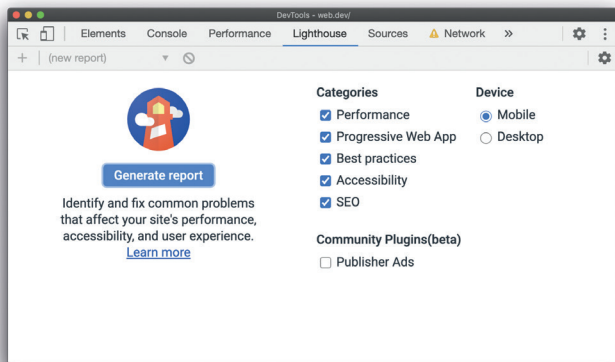 DevTools - web.dev/
Elements Console Performance Lighthouse Sources Network »
+ (new report)
Generate report
Identify and fix common problems
that affect your site's performance,
accessibility, and user experience.
Learn more
Categories
Performance
Progressive Web App
Best practices
Accessibility
SEO
Community Plugins(beta)
Publisher Ads
Device
Mobile
Desktop